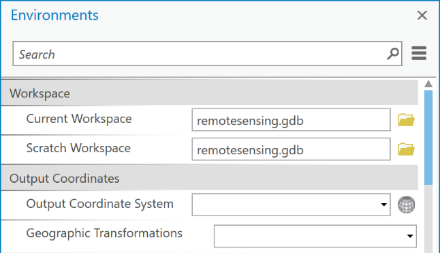 Environments
Search
Workspace
Current Workspace remotesensing.gdb
Scratch Workspace remotesensing.gdb
Output Coordinates
Output Coordinate System
Geographic Transformations